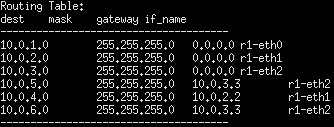 Routing Table:
dest mask gateway if_name
----------------------------------
10.0.1.0 255.255.255.0 0.0.0.0 r1-eth0
10.0.2.0 255.255.255.0 0.0.0.0 r1-eth1
10.0.3.0 255.255.255.0 0.0.0.0 r1-eth2
10.0.5.0 255.255.255.0 10.0.3.3 r1-eth2
10.0.4.0 255.255.255.0 10.0.2.2 r1-eth1
10.0.6.0 255.255.255.0 10.0.3.3 r1-eth2
----------------------------------